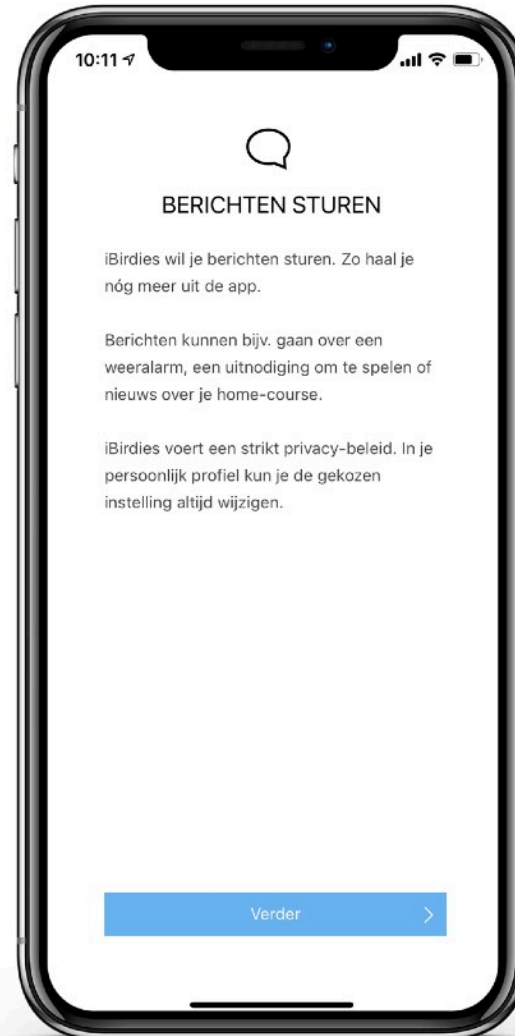 10:11
BERICHTEN STUREN
iBirdies wil je berichten sturen. Zo haal je
nóg meer uit de app.
Berichten kunnen bijv. gaan over een
weeralarm, een uitnodiging om te spelen of
nieuws over je home-course.
iBirdies voert een strikt privacy-beleid. In je
persoonlijk profiel kun je de gekozen
instelling altijd wijzigen.
Verder